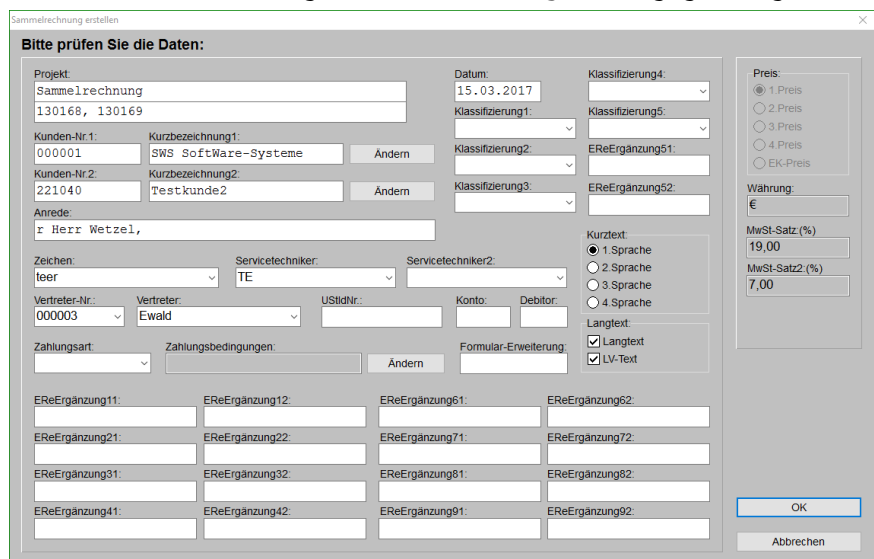 Sammelrechnung erstellen
Bitte prüfen Sie die Daten:
Projekt:
Sammelrechnung
130168, 130169
Kunden-Nr.1: Kurzbezeichnung1:
000001 SWS SoftWare-Systeme Ändern
Kunden-Nr.2: Kurzbezeichnung2:
221040 Testkunde2 Ändern
Anrede:
r Herr Wetzel,
Datum: Klassifizierung4:
15.03.2017
Klassifizierung1: Klassifizierung5:
Klassifizierung2: EReErgänzung51:
Klassifizierung3: EReErgänzung52:
Zeichen: Servicetechniker: Servicetechniker2:
teer TE
Vertreter-Nr.: Vertreter: UStIdNr.: Konto: Debitor:
000003 Ewald
Zahlungsart: Zahlungsbedingungen: Formular-Erweiterung:
Ändern
Kurztext:
1.Sprache
2.Sprache
3.Sprache
4.Sprache
Langtext:
Langtext
LV-Text
EReErgänzung11: EReErgänzung12: EReErgänzung61: EReErgänzung62:
EReErgänzung21: EReErgänzung22: EReErgänzung71: EReErgänzung72:
EReErgänzung31: EReErgänzung32: EReErgänzung81: EReErgänzung82:
EReErgänzung41: EReErgänzung42: EReErgänzung91: EReErgänzung92:
Preis:
1.Preis
2.Preis
3.Preis
4.Preis
EK-Preis
Währung:
€
MwSt-Satz:(%)
19,00
MwSt-Satz2:(%)
7,00
OK
Abbrechen